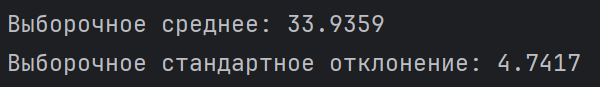 Выборочное среднее: 33.9359
Выборочное стандартное отклонение: 4.7417